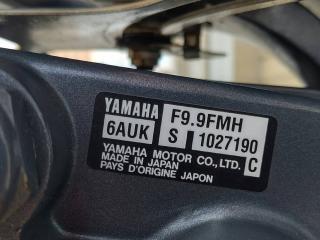 YAMAHA F9.9FMH
6AUK S 1027190
YAMAHA MOTOR CO., LTD. C
MADE IN JAPAN
PAYS D'ORIGINE JAPON